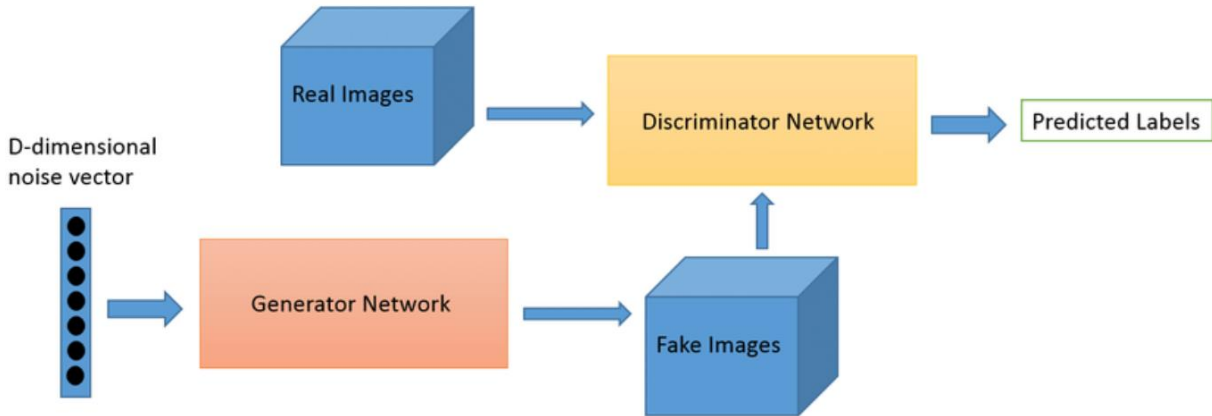 Real Images
Discriminator Network
Predicted Labels
D-dimensional
noise vector
Generator Network
Fake Images